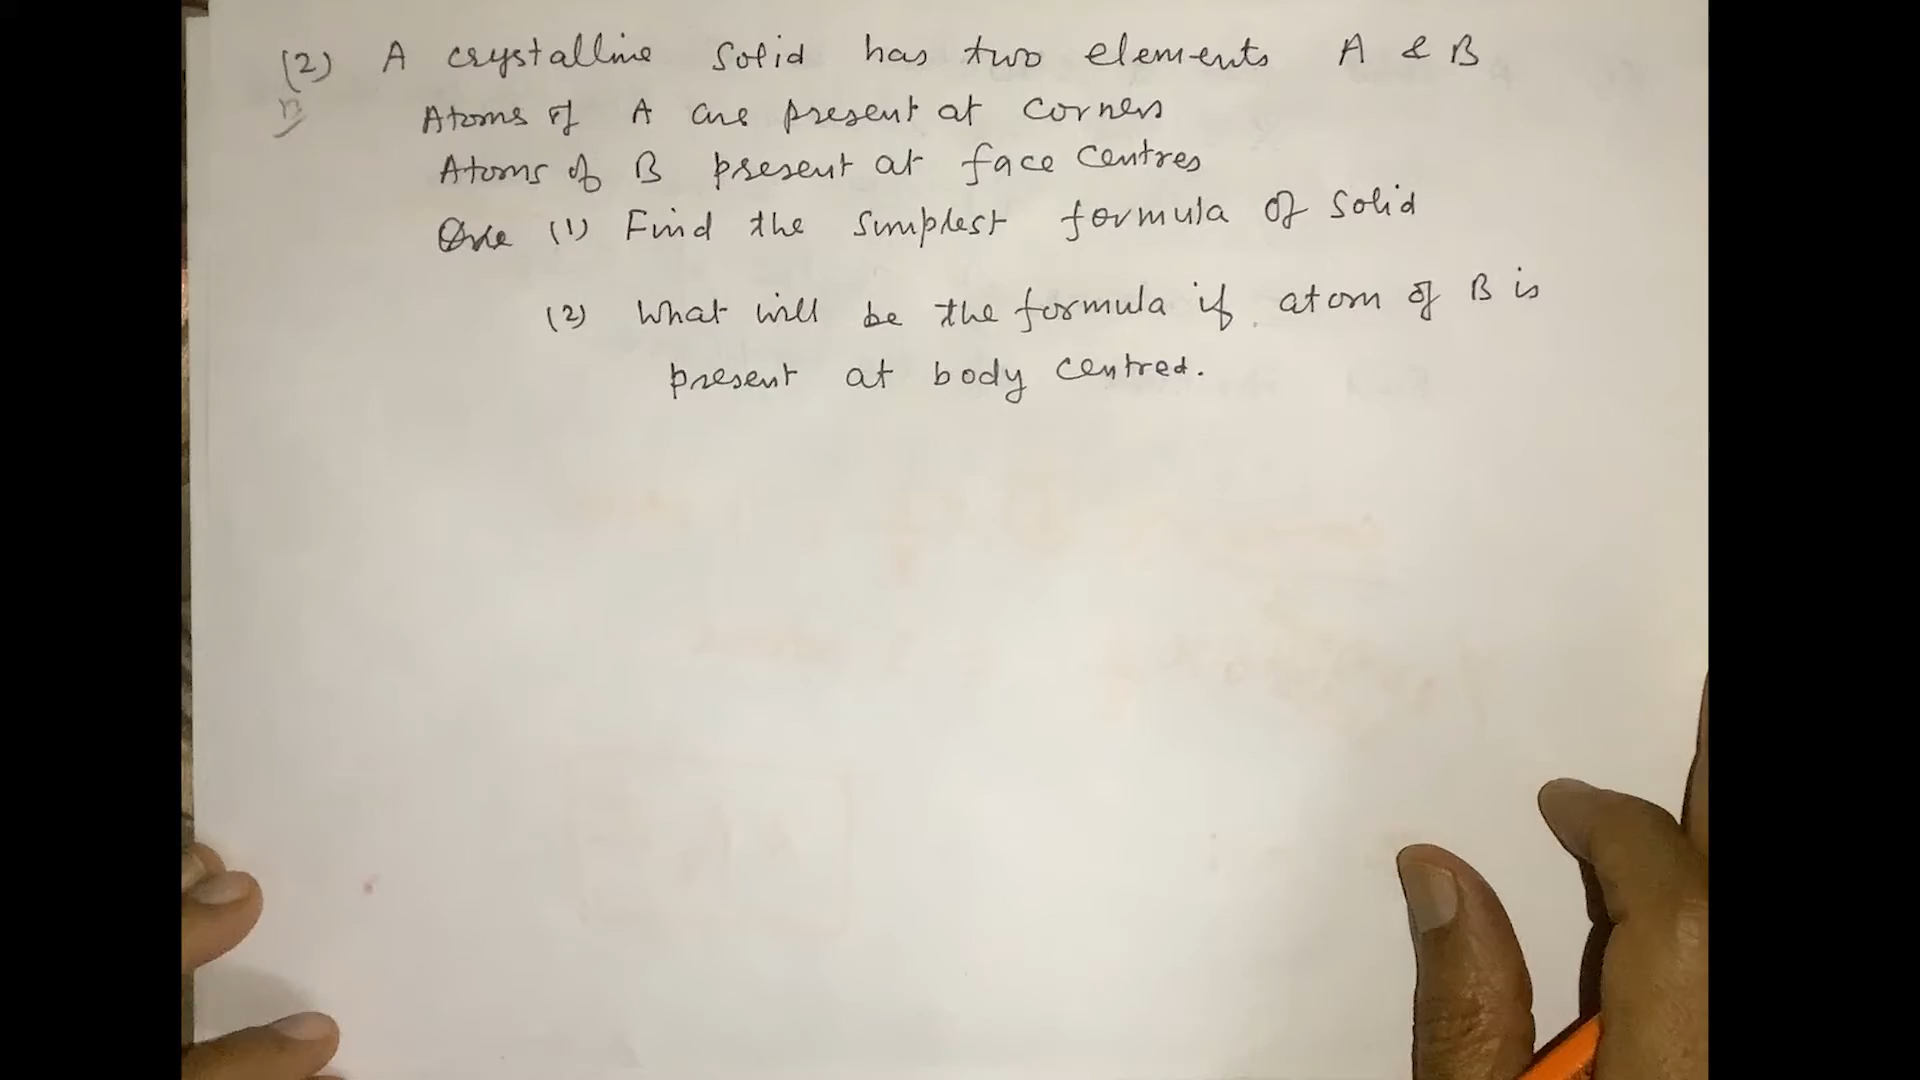 (2) A crystalline Solid has two elements A & B
Atoms of A are present at corners
Atoms of B present at face centres
(1) Find the simplest formula of solid
(2) What will be the formula if atom of B is
present at body centred.